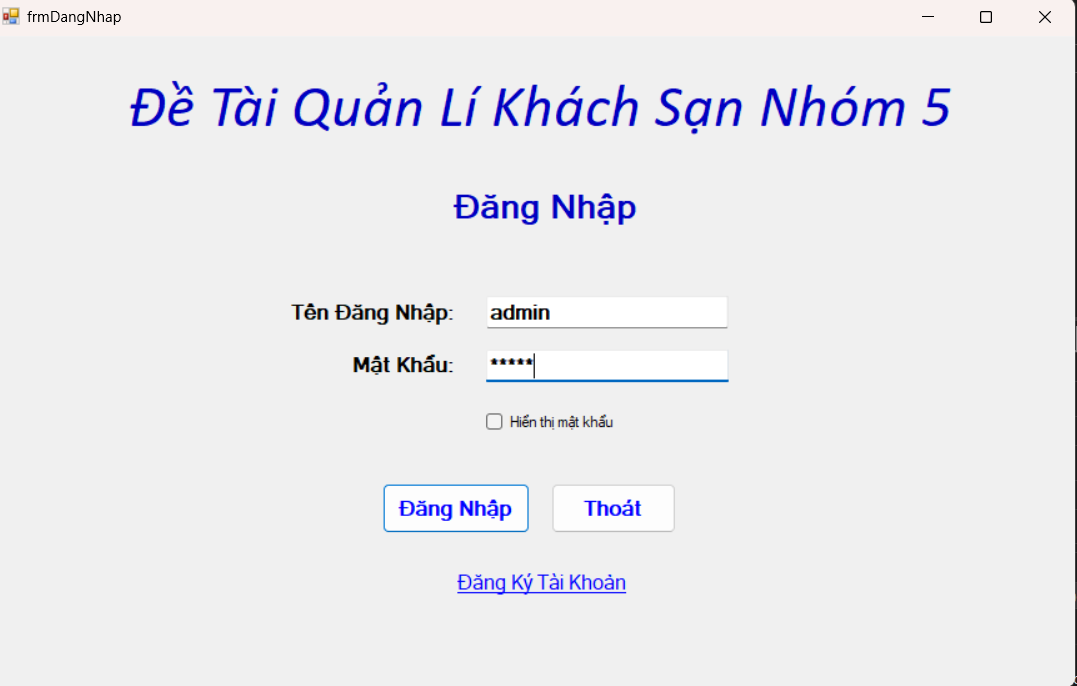 frmDangNhap
Đề Tài Quản Lí Khách Sạn Nhóm 5
Đăng Nhập
Tên Đăng Nhập: admin
Mật Khẩu: *****
Hiển thị mật khẩu
Đăng Nhập Thoát
Đăng Ký Tài Khoản